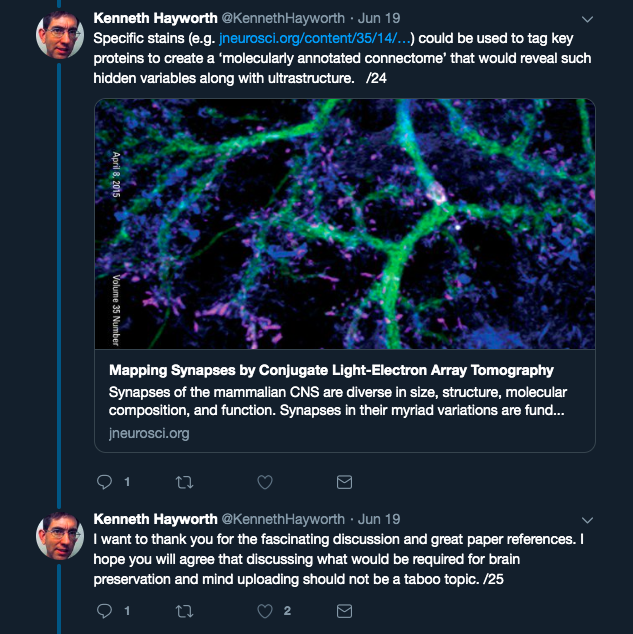 Kenneth Hayworth @KennethHayworth · Jun 19
Specific stains (e.g. jneurosci.org/content/35/14/…) could be used to tag key
proteins to create a ‘molecularly annotated connectome’ that would reveal such
hidden variables along with ultrastructure. /24
April 8, 2015
Volume 35 Number
Mapping Synapses by Conjugate Light-Electron Array Tomography
Synapses of the mammalian CNS are diverse in size, structure, molecular
composition, and function. Synapses in their myriad variations are fund...
jneurosci.org
1
Kenneth Hayworth @KennethHayworth · Jun 19
I want to thank you for the fascinating discussion and great paper references. I
hope you will agree that discussing what would be required for brain
preservation and mind uploading should not be a taboo topic. /25
1 2